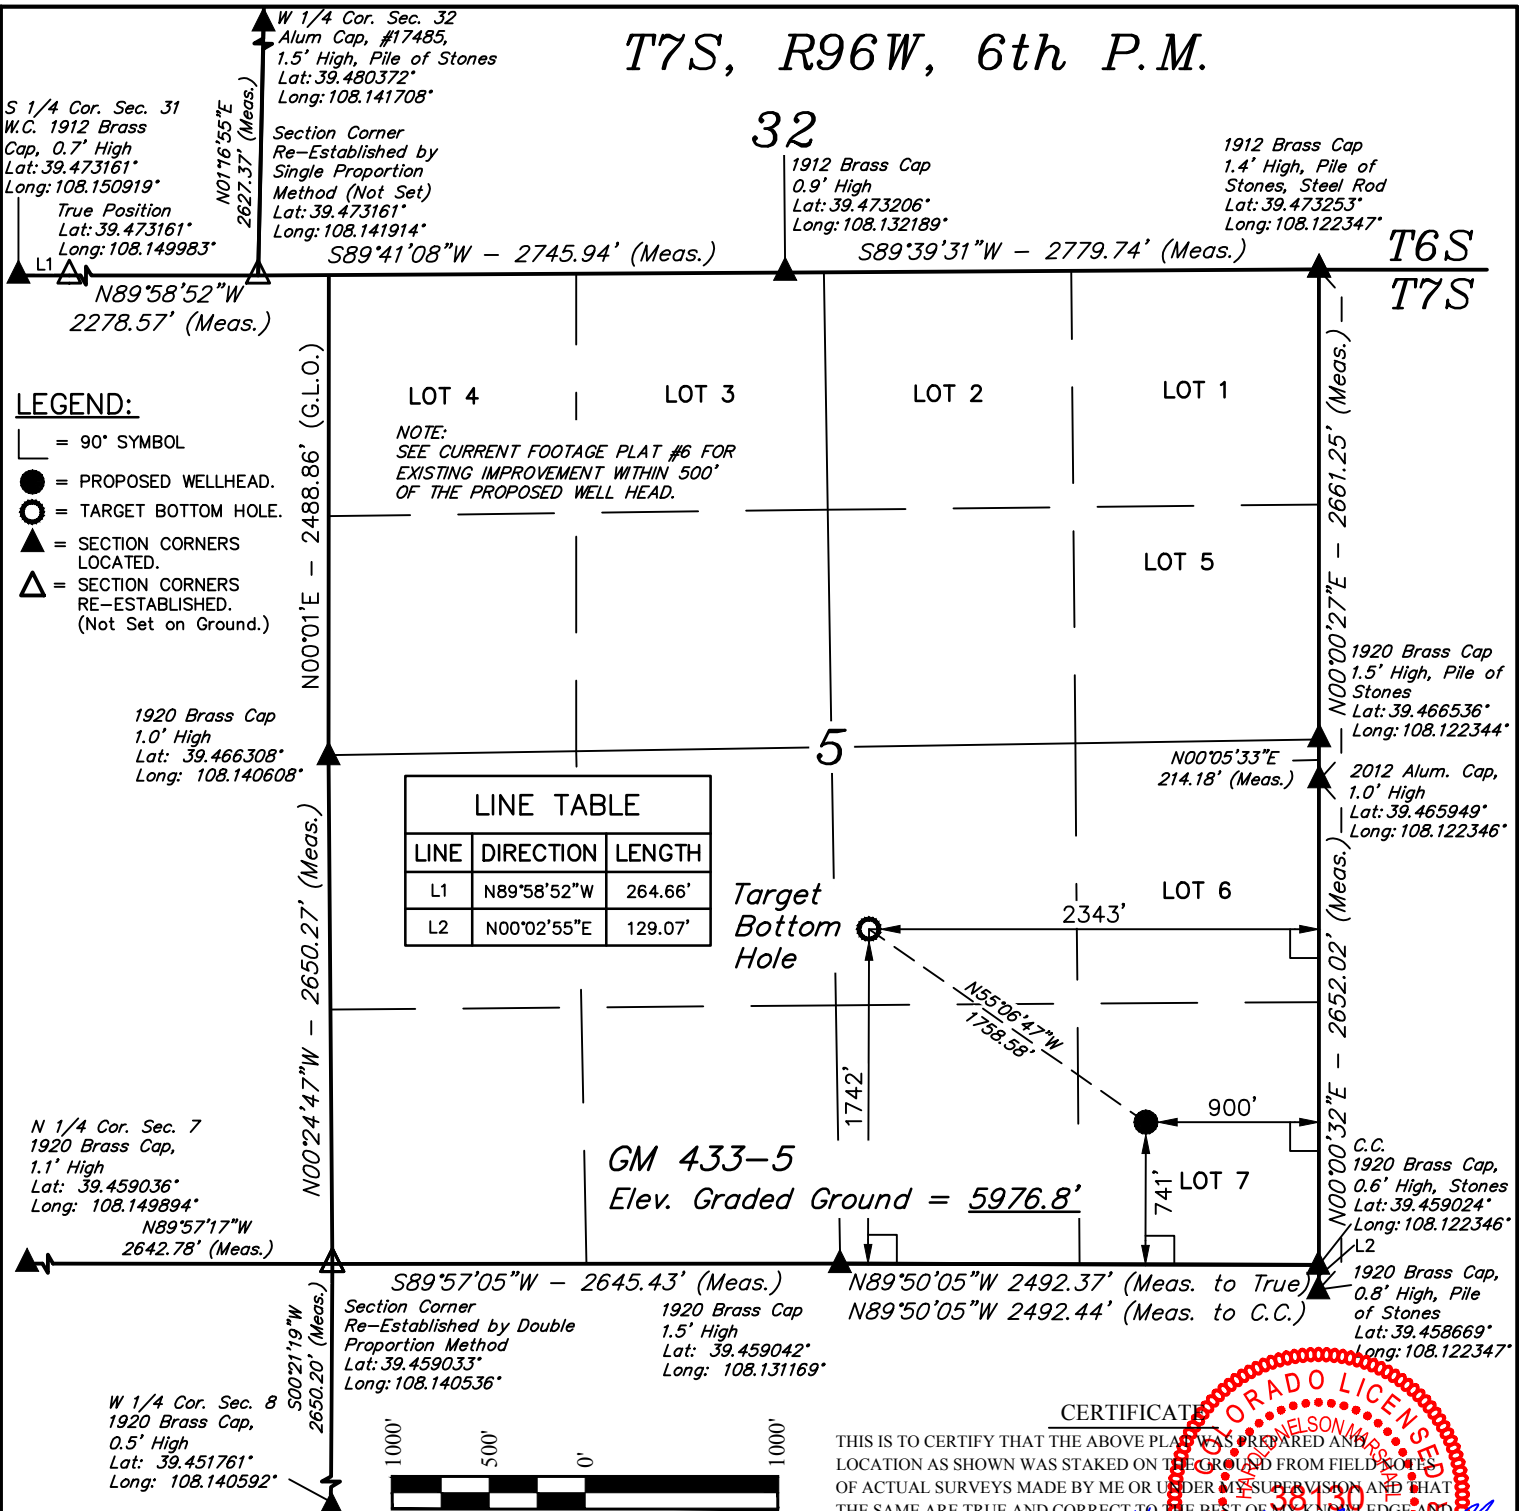 T7S, R96W, 6th P.M.
W 1/4 Cor. Sec. 32
Alum Cap, #17485,
1.5' High, Pile of Stones
Lat: 39.480372°
Long: 108.141708°
S 1/4 Cor. Sec. 31
W.C. 1912 Brass
Cap, 0.7' High
Lat: 39.473161°
Long: 108.150919°
True Position
Lat: 39.473161°
Long: 108.149983°
N01°16'55"E
2627.37' (Meas.)
Section Corner
Re-Established by
Single Proportion
Method (Not Set)
Lat: 39.473161°
Long: 108.141914°
32
1912 Brass Cap
0.9' High
Lat: 39.473206°
Long: 108.132189°
1912 Brass Cap
1.4' High, Pile of
Stones, Steel Rod
Lat: 39.473253°
Long: 108.122347°
L1
S89°41'08"W - 2745.94' (Meas.)
S89°39'31"W - 2779.74' (Meas.)
T6S
T7S
N89°58'52"W
2278.57' (Meas.)
LEGEND:
= 90° SYMBOL
= PROPOSED WELLHEAD.
= TARGET BOTTOM HOLE.
= SECTION CORNERS
LOCATED.
= SECTION CORNERS
RE-ESTABLISHED.
(Not Set on Ground.)
N00°01'E - 2488.86' (G.L.O.)
LOT 4
LOT 3
LOT 2
LOT 1
NOTE:
SEE CURRENT FOOTAGE PLAT #6 FOR
EXISTING IMPROVEMENT WITHIN 500'
OF THE PROPOSED WELL HEAD.
LOT 5
N00°00'27"E - 2661.25' (Meas.)
1920 Brass Cap
1.5' High, Pile of
Stones
Lat: 39.466536°
Long: 108.122344°
1920 Brass Cap
1.0' High
Lat: 39.466308°
Long: 108.140608°
5
N00°05'33"E
214.18' (Meas.)
2012 Alum. Cap,
1.0' High
Lat: 39.465949°
Long: 108.122346°
LINE TABLE
LINE DIRECTION LENGTH
L1 N89°58'52"W 264.66'
L2 N00°02'55"E 129.07'
N00°24'47"W - 2650.27' (Meas.)
Target
Bottom
Hole
LOT 6
2343'
N00°00'32"E - 2652.02' (Meas.)
N55°06'47"W
1758.58'
1742'
900'
741'
LOT 7
GM 433-5
Elev. Graded Ground = 5976.8'
N 1/4 Cor. Sec. 7
1920 Brass Cap,
1.1' High
Lat: 39.459036°
Long: 108.149894°
N89°57'17"W
2642.78' (Meas.)
C.C.
1920 Brass Cap,
0.6' High, Stones
Lat: 39.459024°
Long: 108.122346°
L2
1920 Brass Cap,
0.8' High, Pile
of Stones
Lat: 39.458669°
Long: 108.122347°
S89°57'05"W - 2645.43' (Meas.)
N89°50'05"W 2492.37' (Meas. to True)
N89°50'05"W 2492.44' (Meas. to C.C.)
S00°21'19"W
2650.20' (Meas.)
Section Corner
Re-Established by Double
Proportion Method
Lat: 39.459033°
Long: 108.140536°
1920 Brass Cap
1.5' High
Lat: 39.459042°
Long: 108.131169°
W 1/4 Cor. Sec. 8
1920 Brass Cap,
0.5' High
Lat: 39.451761°
Long: 108.140592°
1000'
500'
0'
1000'
CERTIFICATE
THIS IS TO CERTIFY THAT THE ABOVE PLAT WAS PREPARED AND
LOCATION AS SHOWN WAS STAKED ON THE GROUND FROM FIELD NOTES
OF ACTUAL SURVEYS MADE BY ME OR UNDER MY SUPERVISION AND THAT
THE SAME ARE TRUE AND CORRECT TO THE BEST OF MY KNOWLEDGE AND
COLORADO LICENSED
HAROLD NELSON MARSHALL
38130